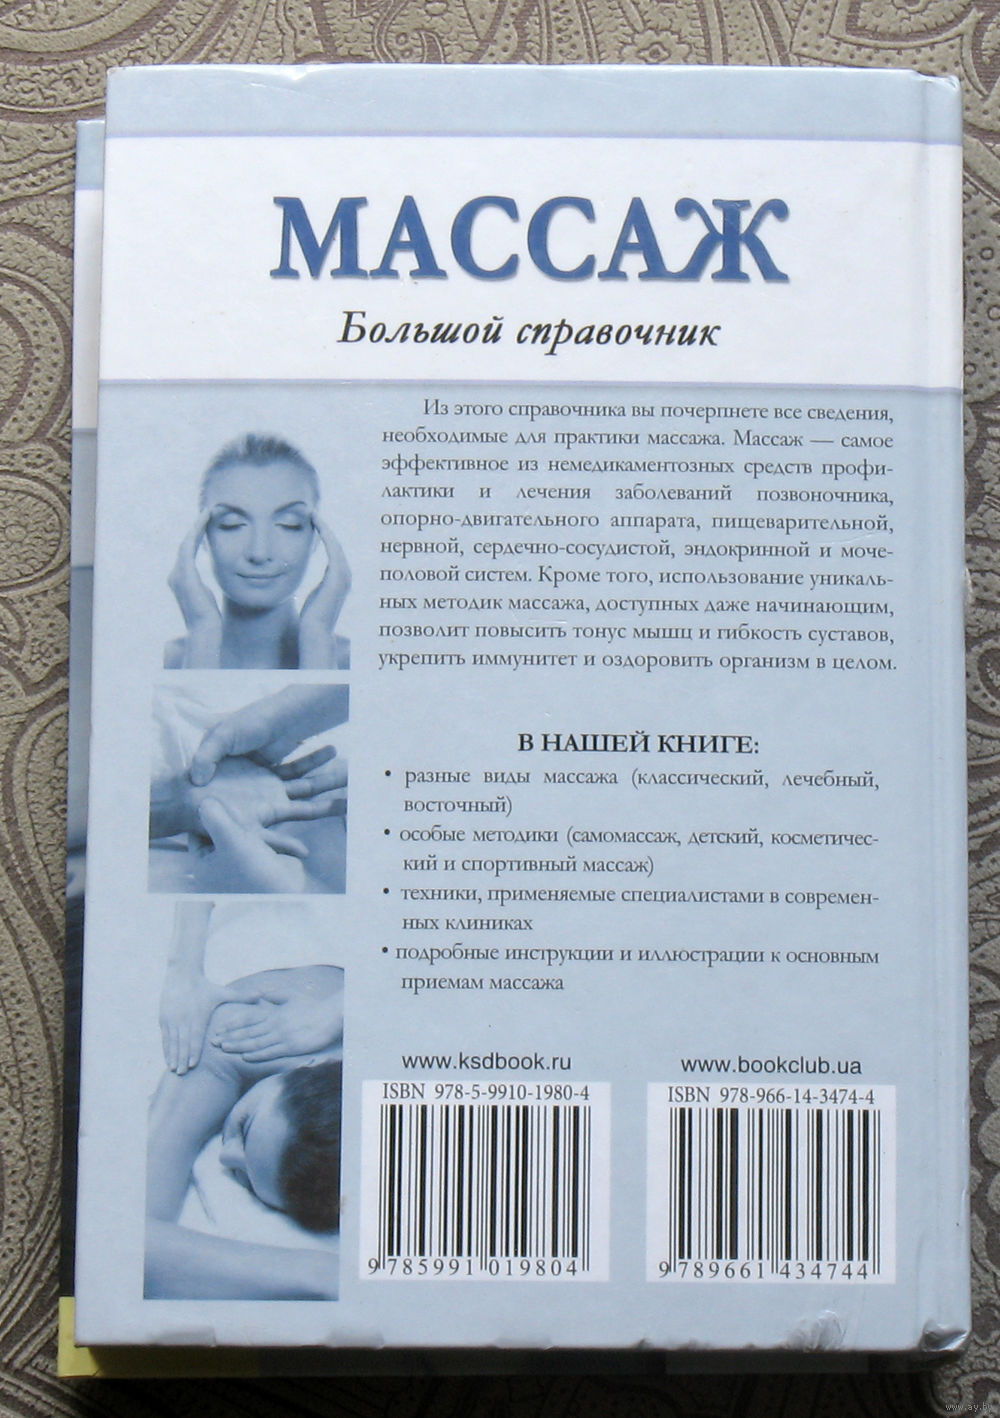 МАССАЖ
Большой справочник
Из этого справочника вы почерпнете все сведения,
необходимые для практики массажа. Массаж — самое
эффективное из немедикаментозных средств профи-
лактики и лечения заболеваний позвоночника,
опорно-двигательного аппарата, пищеварительной,
нервной, сердечно-сосудистой, эндокринной и моче-
половой систем. Кроме того, использование уникаль-
ных методик массажа, доступных даже начинающим,
позволит повысить тонус мышц и гибкость суставов,
укрепить иммунитет и оздоровить организм в целом.
В НАШЕЙ КНИГЕ:
• разные виды массажа (классический, лечебный,
восточный)
• особые методики (самомассаж, детский, косметичес-
кий и спортивный массаж)
• техники, применяемые специалистами в современ-
ных клиниках
• подробные инструкции и иллюстрации к основным
приемам массажа
www.ksdbook.ru
ISBN 978-5-9910-1980-4
9 785991 019804
www.bookclub.ua
ISBN 978-966-14-3474-4
9 789661 434744
www.ay.by